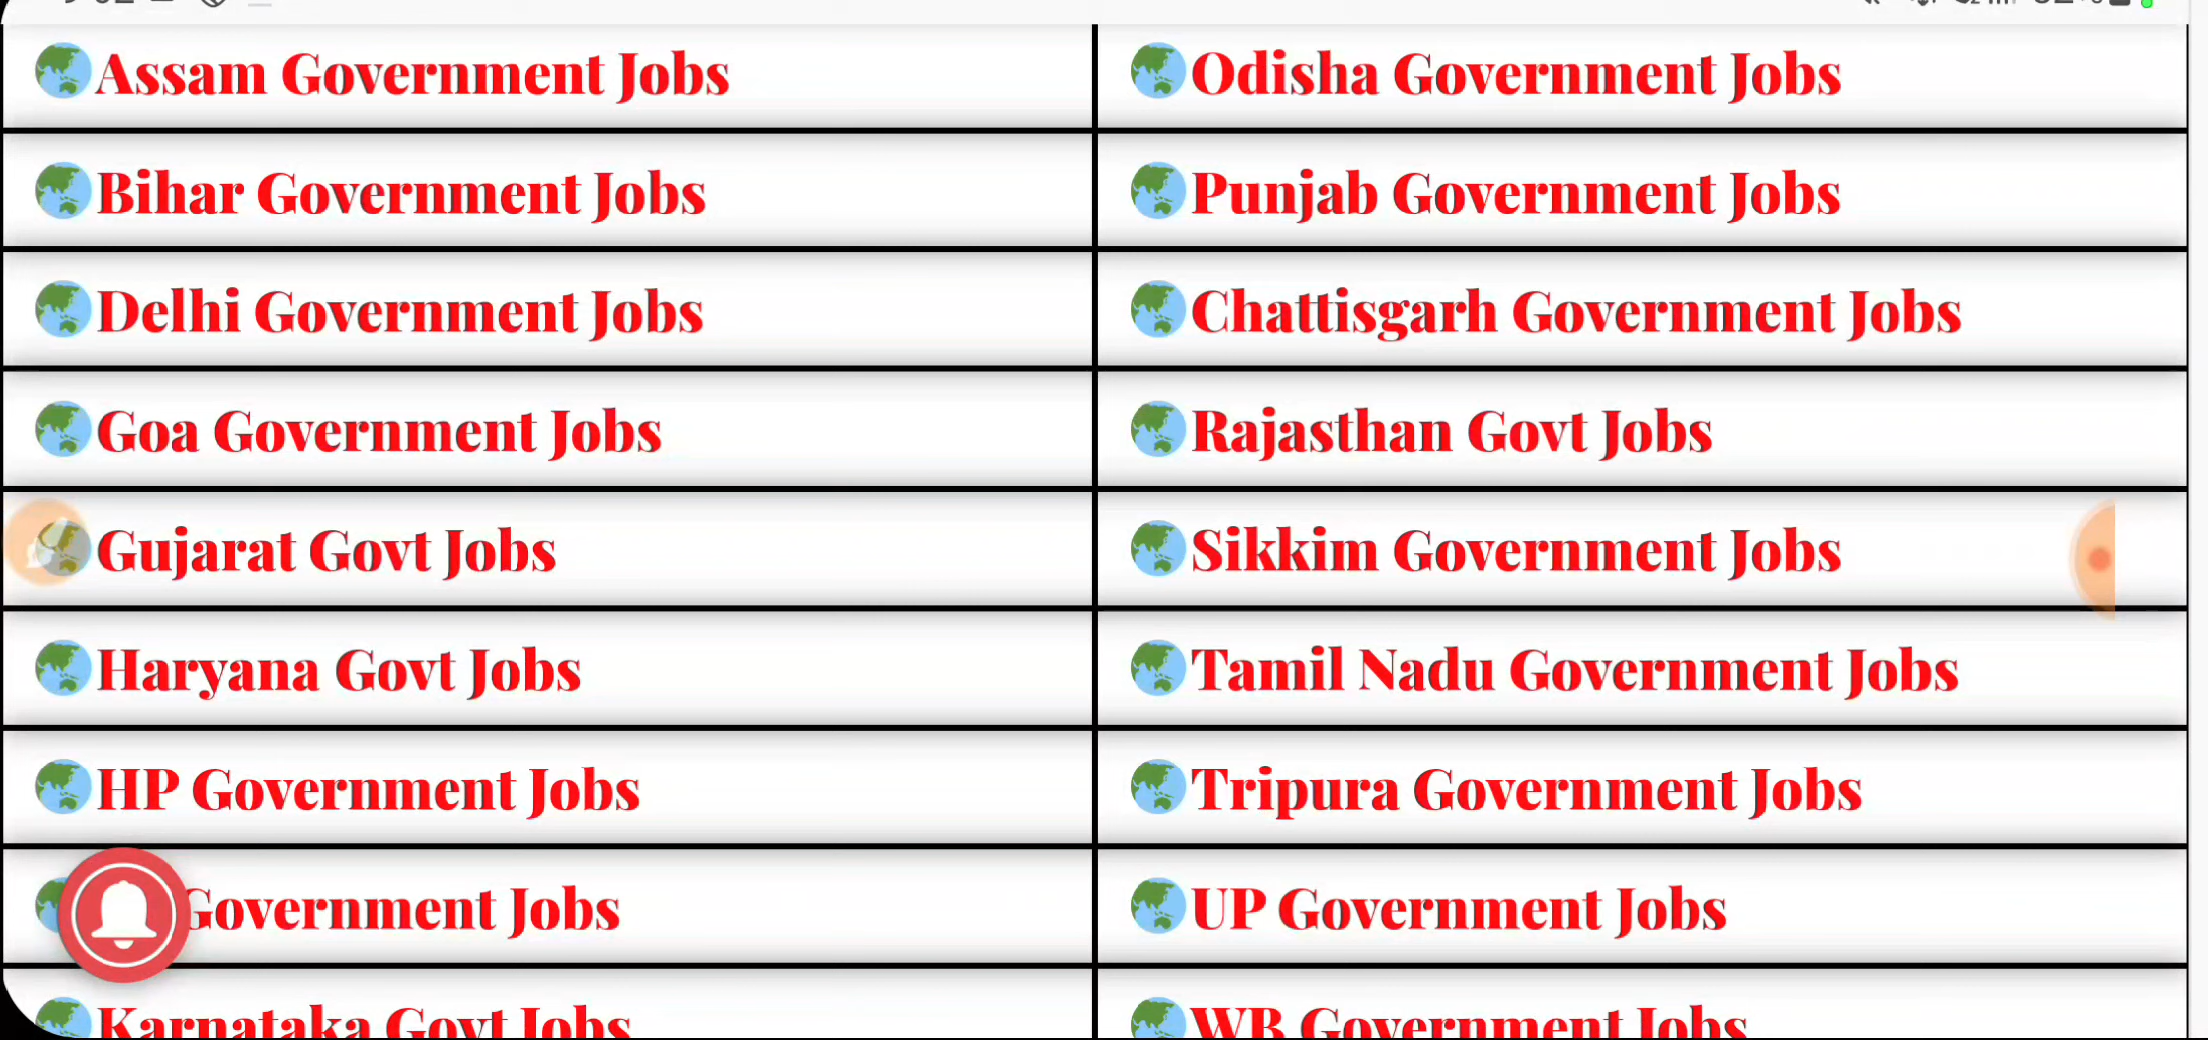 Assam Government Jobs
Odisha Government Jobs
Bihar Government Jobs
Punjab Government Jobs
Delhi Government Jobs
Chattisgarh Government Jobs
Goa Government Jobs
Rajasthan Govt Jobs
Gujarat Govt Jobs
Sikkim Government Jobs
Haryana Govt Jobs
Tamil Nadu Government Jobs
HP Government Jobs
Tripura Government Jobs
Government Jobs
UP Government Jobs
Karnataka Govt Jobs
WB Government Jobs